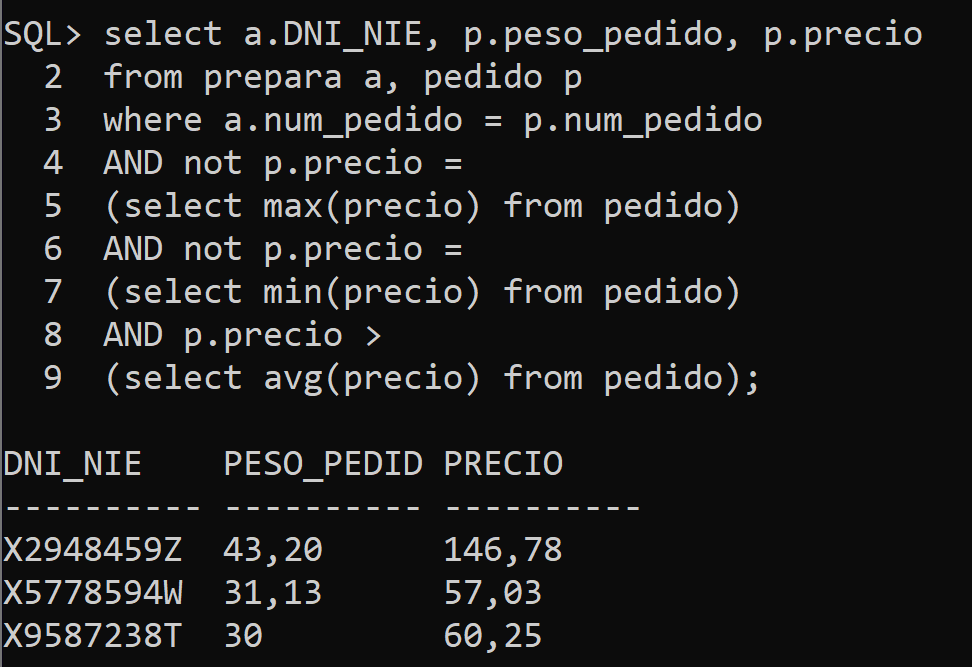 SQL> select a.DNI_NIE, p.peso_pedido, p.precio
2 from prepara a, pedido p
3 where a.num_pedido = p.num_pedido
4 AND not p.precio =
5 (select max(precio) from pedido)
6 AND not p.precio =
7 (select min(precio) from pedido)
8 AND p.precio >
9 (select avg(precio) from pedido);
DNI_NIE PESO_PEDID PRECIO
---------- ---------- ----------
X2948459Z 43,20 146,78
X5778594W 31,13 57,03
X9587238T 30 60,25